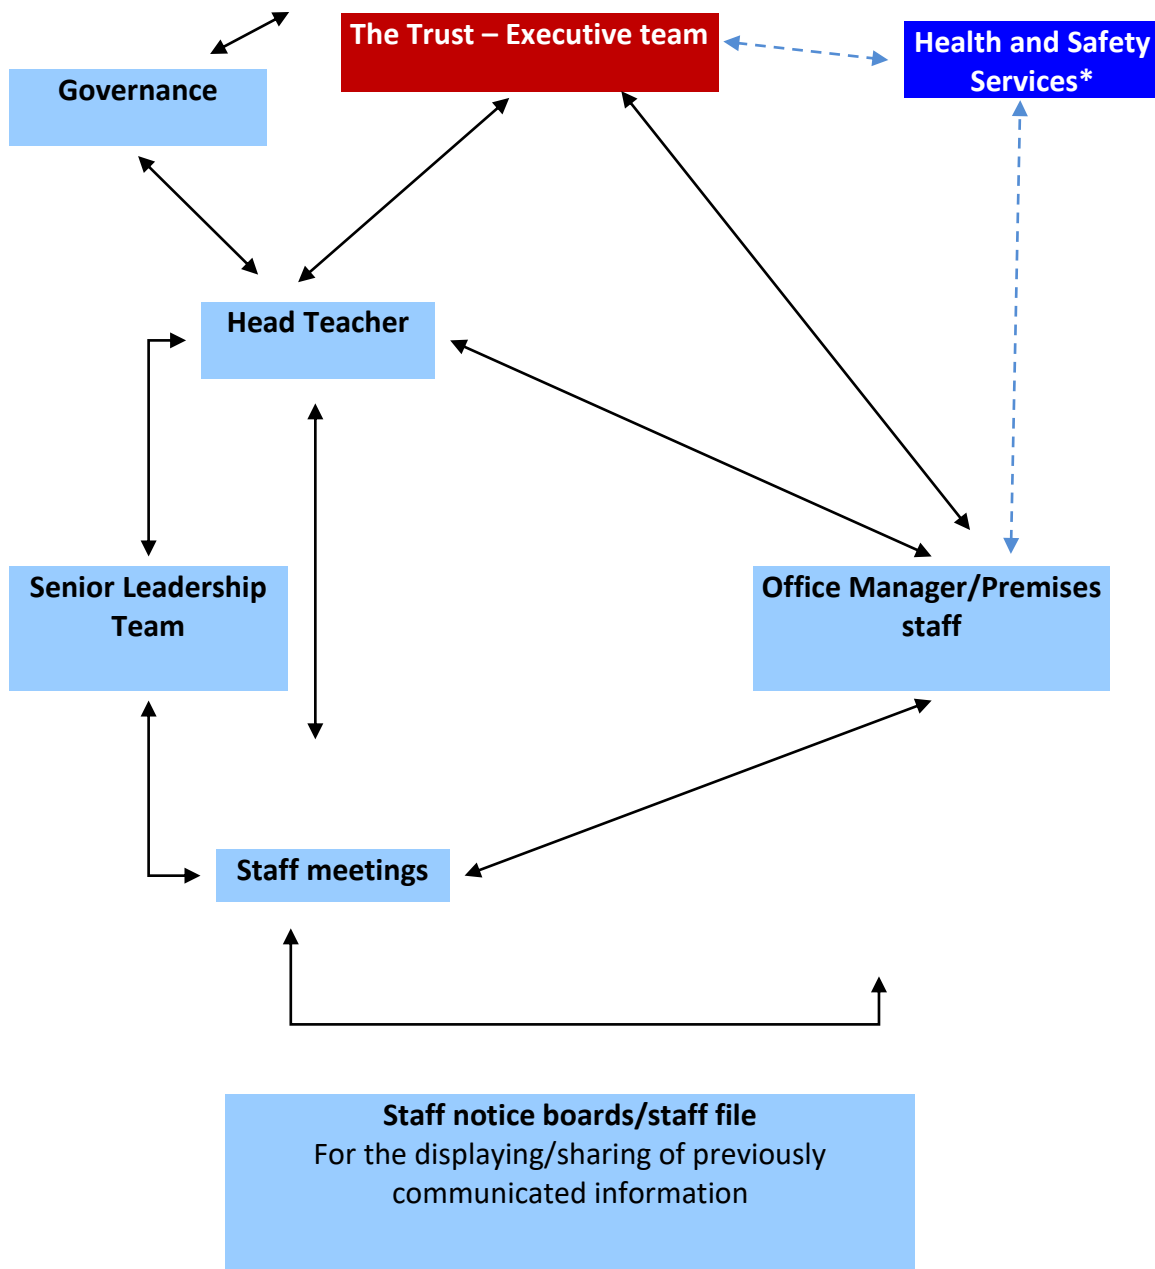 The Trust – Executive team
Health and Safety
Services*
Governance
Head Teacher
Senior Leadership
Team
Office Manager/Premises
staff
Staff meetings
Staff notice boards/staff file
For the displaying/sharing of previously
communicated information